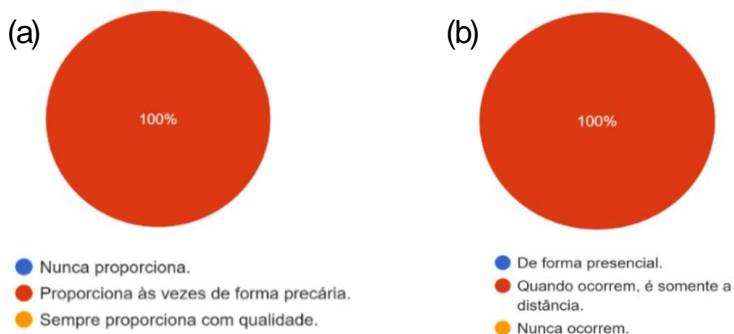 (a)
100%
Nunca proporciona.
Proporciona às vezes de forma precária.
Sempre proporciona com qualidade.
(b)
100%
De forma presencial.
Quando ocorrem, é somente a
distância.
Nunca ocorrem.